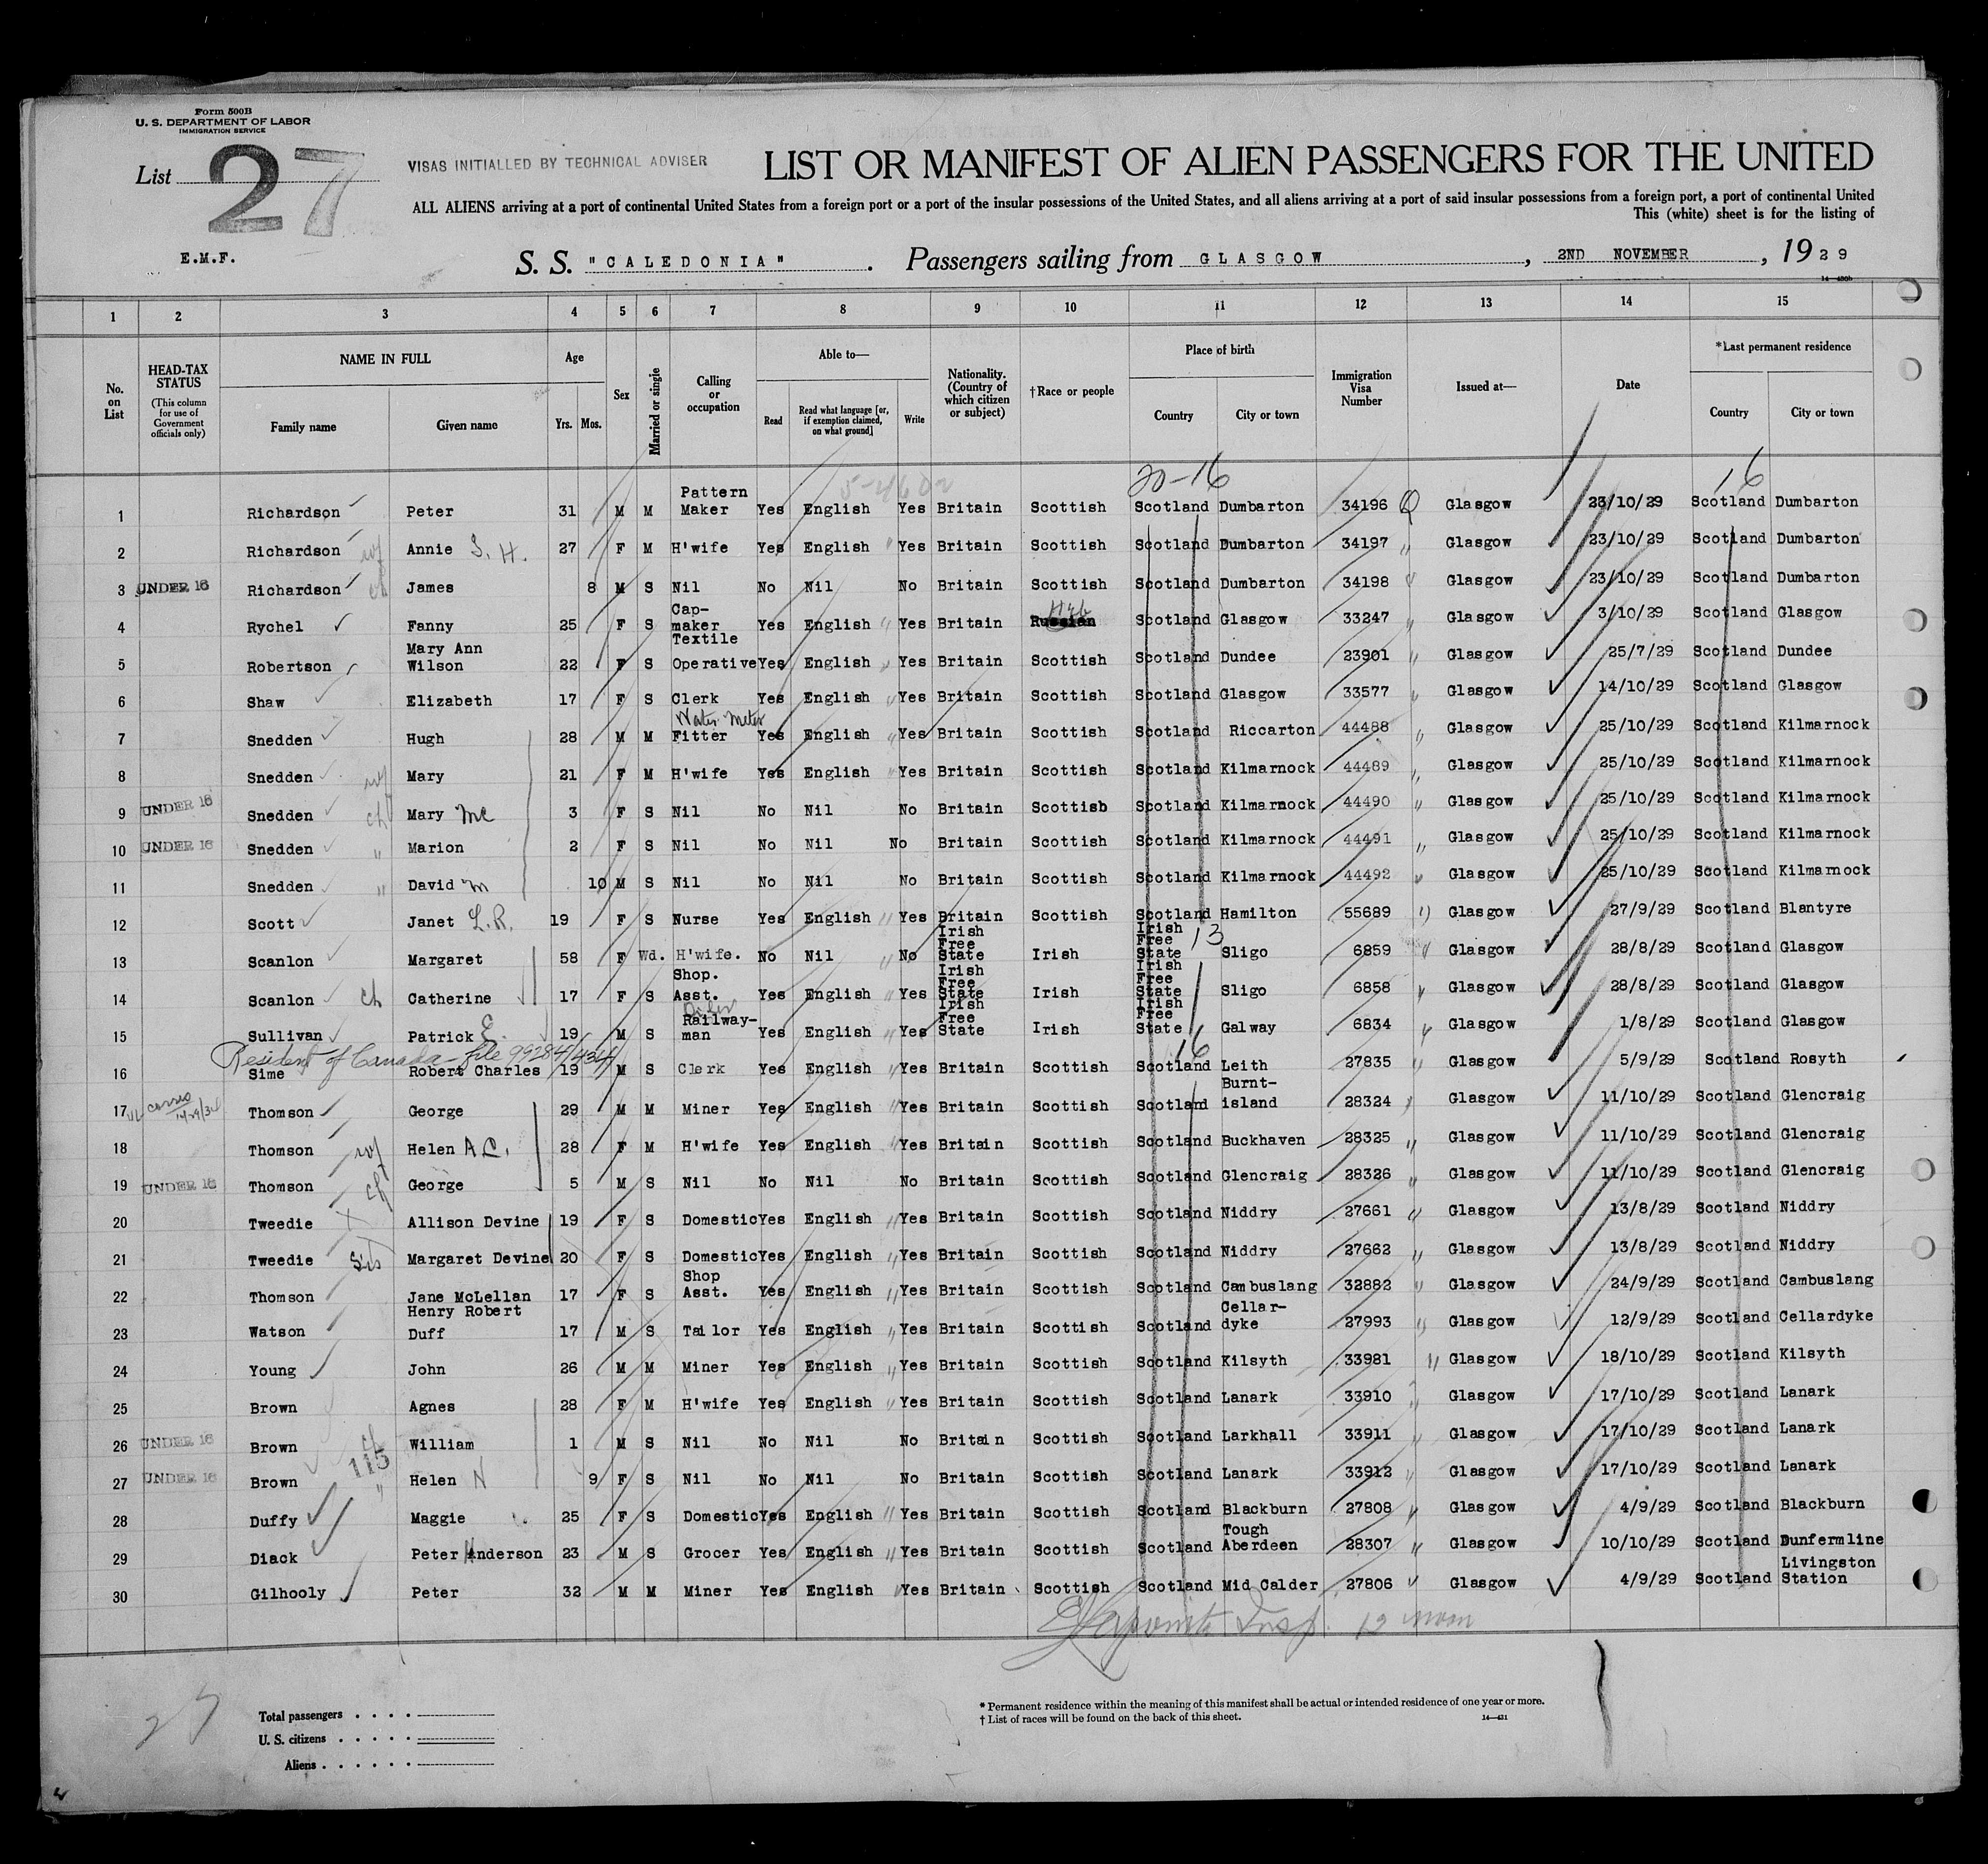 Form 500B
U. S. DEPARTMENT OF LABOR
IMMIGRATION SERVICE
List 27
VISAS INITIALLED BY TECHNICAL ADVISER
LIST OR MANIFEST OF ALIEN PASSENGERS FOR THE UNITED
ALL ALIENS arriving at a port of continental United States from a foreign port or a port of the insular possessions of the United States, and all aliens arriving at a port of said insular possessions from a foreign port, a port of continental United
This (white) sheet is for the listing of
E.M.F.
S. S. "CALEDONIA" . Passengers sailing from GLASGOW , 2ND NOVEMBER , 19 29
1 2 3 4 5 6 7 8 9 10 11 12 13 14 15
No. on List
HEAD-TAX STATUS (This column for use of Government officials only)
NAME IN FULL Family name Given name
Age Yrs. Mos.
Sex
Married or single
Calling or occupation
Able to— Read Read what language [or, if exemption claimed, on what ground] Write
Nationality. (Country of which citizen or subject)
†Race or people
Place of birth Country City or town
Immigration Visa Number
Issued at—
Date
*Last permanent residence Country City or town
20-16 16
1 Richardson Peter 31 M M Pattern Maker Yes English Yes Britain Scottish Scotland Dumbarton 34196 Glasgow 23/10/29 Scotland Dumbarton
2 Richardson wf Annie S. H. 27 F M H'wife Yes English " Yes Britain Scottish Scotland Dumbarton 34197 " Glasgow 23/10/29 Scotland Dumbarton
3 UNDER 16 Richardson ch James 8 M S Nil No Nil No Britain Scottish Scotland Dumbarton 34198 " Glasgow 23/10/29 Scotland Dumbarton
4 Rychel Fanny 25 F S Cap-maker Yes English " Yes Britain Russian Heb Scotland Glasgow 33247 " Glasgow 3/10/29 Scotland Glasgow
5 Robertson Mary Ann Wilson 22 F S Textile Operative Yes English " Yes Britain Scottish Scotland Dundee 23901 " Glasgow 25/7/29 Scotland Dundee
6 Shaw Elizabeth 17 F S Clerk Yes English " Yes Britain Scottish Scotland Glasgow 33577 " Glasgow 14/10/29 Scotland Glasgow
7 Snedden Hugh 28 M M Water Meter Fitter Yes English " Yes Britain Scottish Scotland Riccarton 44488 " Glasgow 25/10/29 Scotland Kilmarnock
8 Snedden wf Mary 21 F M H'wife Yes English " Yes Britain Scottish Scotland Kilmarnock 44489 " Glasgow 25/10/29 Scotland Kilmarnock
9 UNDER 16 Snedden ch Mary Mc 3 F S Nil No Nil No Britain Scottisb Scotland Kilmarnock 44490 " Glasgow 25/10/29 Scotland Kilmarnock
10 UNDER 16 Snedden " Marion 2 F S Nil No Nil No Britain Scottish Scotland Kilmarnock 44491 " Glasgow 25/10/29 Scotland Kilmarnock
11 Snedden " David M 10 M S Nil No Nil No Britain Scottish Scotland Kilmarnock 44492 " Glasgow 25/10/29 Scotland Kilmarnock
12 Scott Janet L.R. 19 F S Nurse Yes English " Yes Britain Scottish Scotland Hamilton 55689 " Glasgow 27/9/29 Scotland Blantyre
13 Scanlon Margaret 58 F Wd. H'wife. No Nil " No Irish Free State Irish Irish Free State 13 Sligo 6859 " Glasgow 28/8/29 Scotland Glasgow
14 Scanlon ch Catherine 17 F S Shop. Asst. Yes English " Yes Irish Free State Irish Irish Free State Sligo 6858 " Glasgow 28/8/29 Scotland Glasgow
15 Sullivan Patrick E. 19 M S Railway-man Yes English " Yes Irish Free State Irish Irish Free State Galway 6834 " Glasgow 1/8/29 Scotland Glasgow
Resident of Canada - file 99284/434 16
16 Sime Robert Charles 19 M S Clerk Yes English " Yes Britain Scottish Scotland Leith 27835 " Glasgow 5/9/29 Scotland Rosyth
17 Thomson George 29 M M Miner Yes English " Yes Britain Scottish Scotland Burnt-island 28324 " Glasgow 11/10/29 Scotland Glencraig
18 Thomson wf Helen A.C. 28 F M H'wife Yes English " Yes Britain Scottish Scotland Buckhaven 28325 " Glasgow 11/10/29 Scotland Glencraig
19 UNDER 16 Thomson ch George 5 M S Nil No Nil No Britain Scottish Scotland Glencraig 28326 " Glasgow 11/10/29 Scotland Glencraig
20 Tweedie Allison Devine 19 F S Domestic Yes English " Yes Britain Scottish Scotland Niddry 27661 " Glasgow 13/8/29 Scotland Niddry
21 Tweedie Sis Margaret Devine 20 F S Domestic Yes English " Yes Britain Scottish Scotland Niddry 27662 " Glasgow 13/8/29 Scotland Niddry
22 Thomson Jane McLellan 17 F S Shop Asst. Yes English " Yes Britain Scottish Scotland Cambuslang 32882 " Glasgow 24/9/29 Scotland Cambuslang
23 Watson Henry Robert Duff 17 M S Tailor Yes English " Yes Britain Scottish Scotland Cellar-dyke 27993 " Glasgow 12/9/29 Scotland Cellardyke
24 Young John 26 M M Miner Yes English " Yes Britain Scottish Scotland Kilsyth 33981 " Glasgow 18/10/29 Scotland Kilsyth
25 Brown Agnes 28 F M H'wife Yes English " Yes Britain Scottish Scotland Lanark 33910 " Glasgow 17/10/29 Scotland Lanark
26 UNDER 16 Brown William 1 M S Nil No Nil No Britain Scottish Scotland Larkhall 33911 " Glasgow 17/10/29 Scotland Lanark
115
27 UNDER 16 Brown " Helen N 9 F S Nil No Nil No Britain Scottish Scotland Lanark 33912 " Glasgow 17/10/29 Scotland Lanark
28 Duffy Maggie 25 F S Domestic Yes English " Yes Britain Scottish Scotland Blackburn 27808 " Glasgow 4/9/29 Scotland Blackburn
29 Diack Peter Anderson 23 M S Grocer Yes English " Yes Britain Scottish Scotland Tough Aberdeen 28307 " Glasgow 10/10/29 Scotland Dunfermline
30 Gilhooly Peter 32 M M Miner Yes English " Yes Britain Scottish Scotland Mid Calder 27806 " Glasgow 4/9/29 Scotland Livingston Station
Insp.
27
Total passengers . . . .
U. S. citizens . . . . .
Aliens . . . . . .
* Permanent residence within the meaning of this manifest shall be actual or intended residence of one year or more.
† List of races will be found on the back of this sheet.
14—431